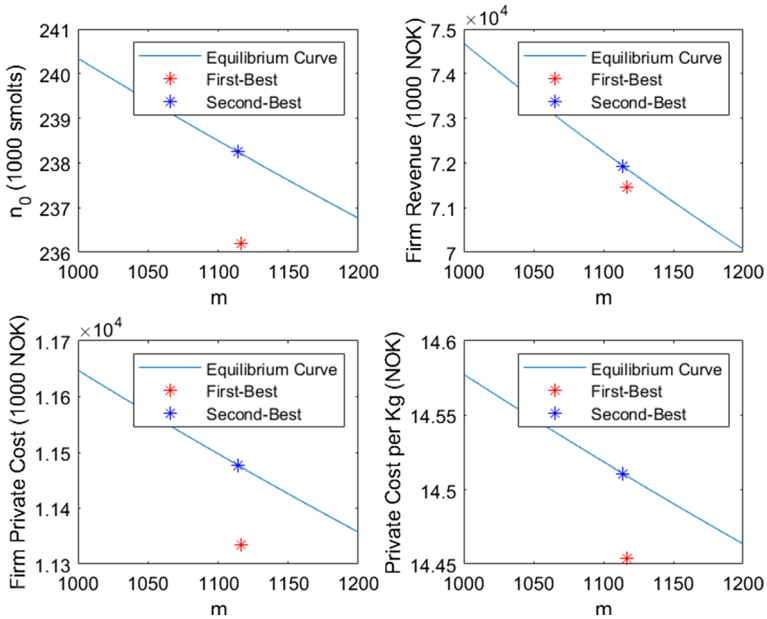 241
240
239
238
237
236
1000 1050 1100 1150 1200
n0 (1000 smolts)
m
Equilibrium Curve
First-Best
Second-Best
×10^4
7.5
7.4
7.3
7.2
7.1
7
1000 1050 1100 1150 1200
Firm Revenue (1000 NOK)
m
Equilibrium Curve
First-Best
Second-Best
×10^4
1.17
1.16
1.15
1.14
1.13
1000 1050 1100 1150 1200
Firm Private Cost (1000 NOK)
m
Equilibrium Curve
First-Best
Second-Best
14.6
14.55
14.5
14.45
1000 1050 1100 1150 1200
Private Cost per Kg (NOK)
m
Equilibrium Curve
First-Best
Second-Best